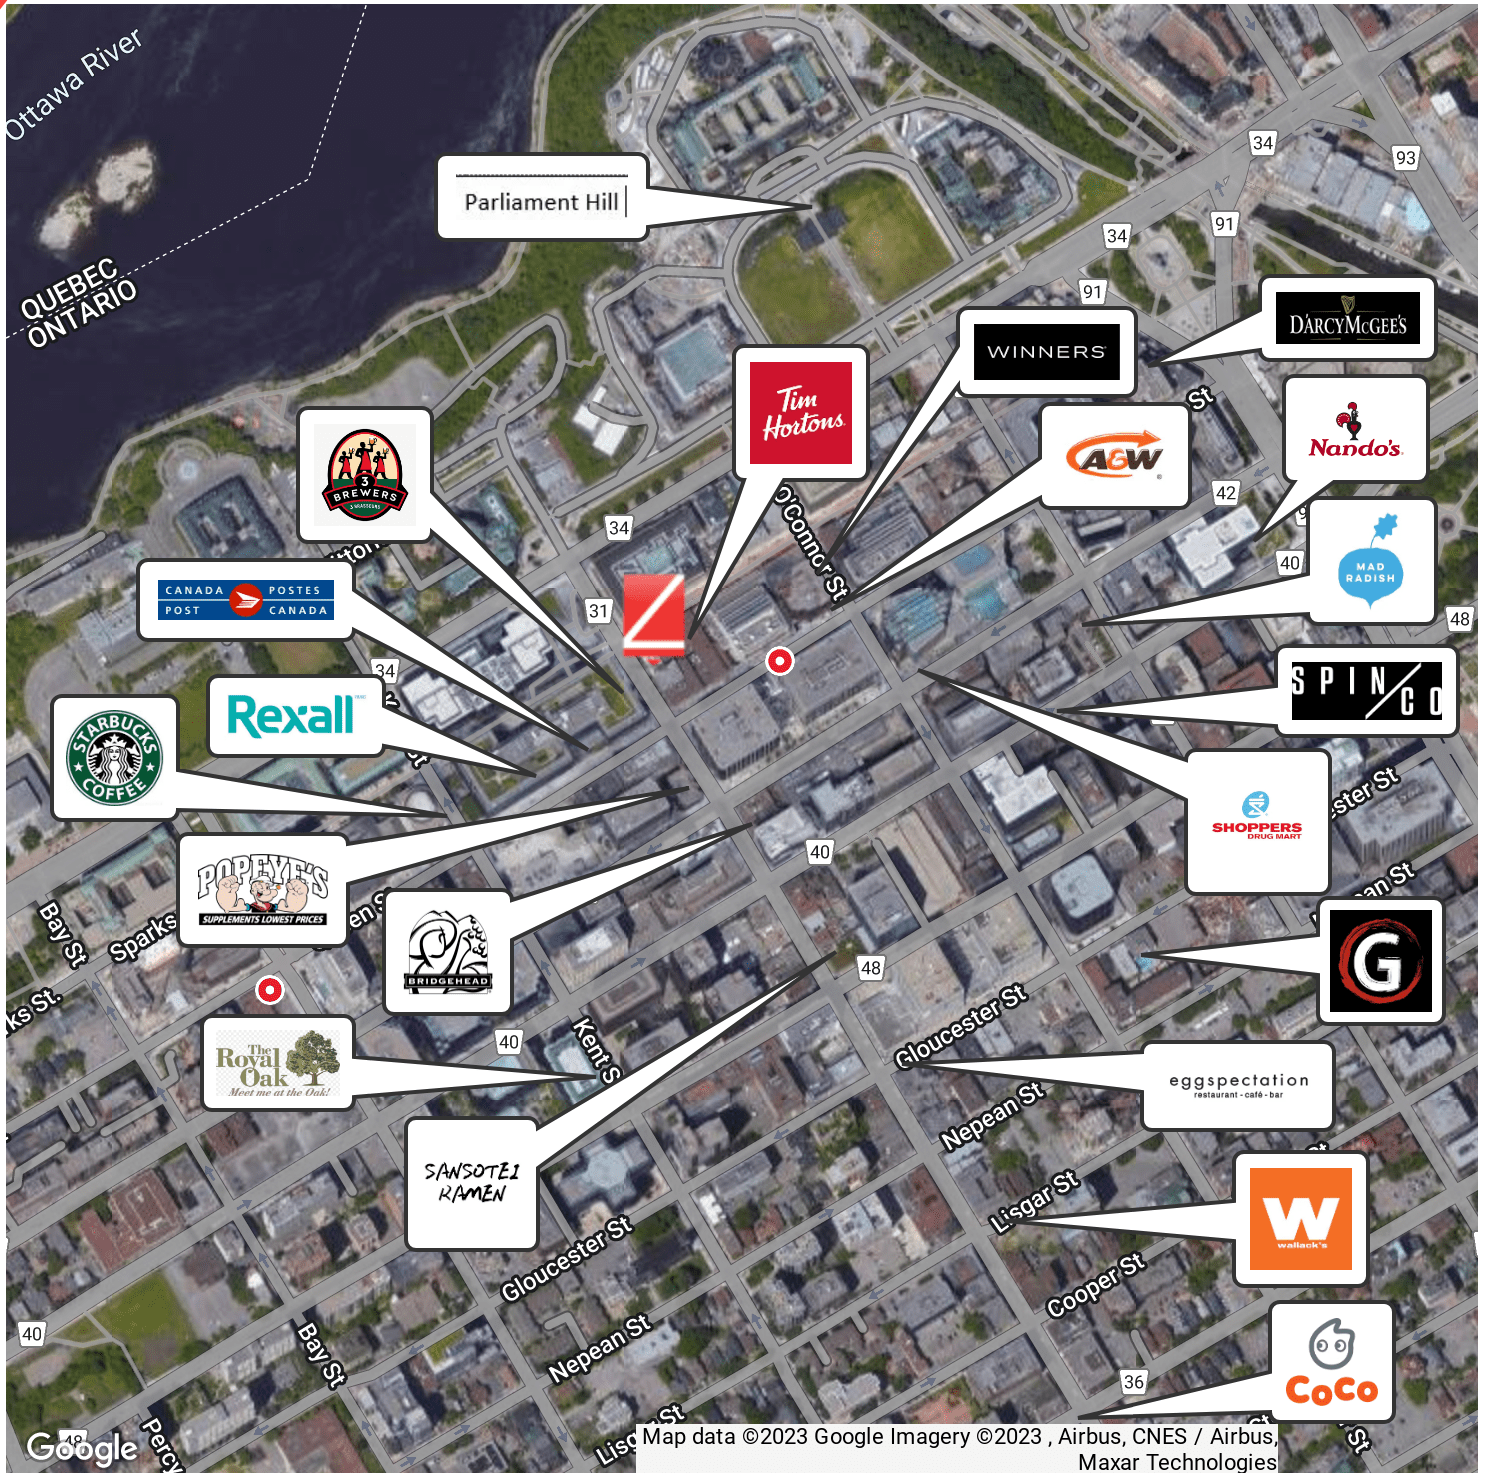 Ottawa River
QUEBEC
ONTARIO
Parliament Hill
34
93
34
91
91
WINNERS
D'ARCY McGEE'S
Tim
Hortons
A&W
St
Nando's
3
BREWERS
3 BRASSEURS
O'Connor St
34
42
MAD
RADISH
40
48
CANADA POSTES
POST CANADA
31
34
Rexall
SPIN CO
STARBUCKS
COFFEE
SHOPPERS
DRUG MART
POPEYE'S
SUPPLEMENTS LOWEST PRICES
40
BRIDGEHEAD
Bay St
Sparks
G
48
ks St.
Gloucester St
The
Royal
Oak
Meet me at the Oak!
40
Kent S
eggspectation
restaurant - café - bar
Nepean St
SANSOTEI
RAMEN
Lisgar St
W
wallack's
Gloucester St
Cooper St
40
Bay St
Nepean St
36
CoCo
48
Google
Percy
Map data ©2023 Google Imagery ©2023 , Airbus, CNES / Airbus,
Maxar Technologies